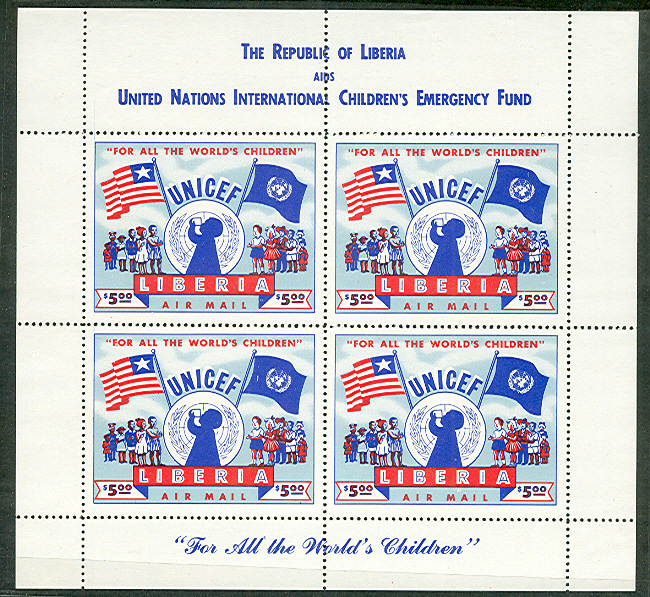 THE REPUBLIC OF LIBERIA
AIDS
UNITED NATIONS INTERNATIONAL CHILDREN'S EMERGENCY FUND
"FOR ALL THE WORLD'S CHILDREN"
UNICEF
LIBERIA
$5.00 AIR MAIL $5.00
"FOR ALL THE WORLD'S CHILDREN"
UNICEF
LIBERIA
$5.00 AIR MAIL $5.00
"FOR ALL THE WORLD'S CHILDREN"
UNICEF
LIBERIA
$5.00 AIR MAIL $5.00
"FOR ALL THE WORLD'S CHILDREN"
UNICEF
LIBERIA
$5.00 AIR MAIL $5.00
"For All the World's Children"